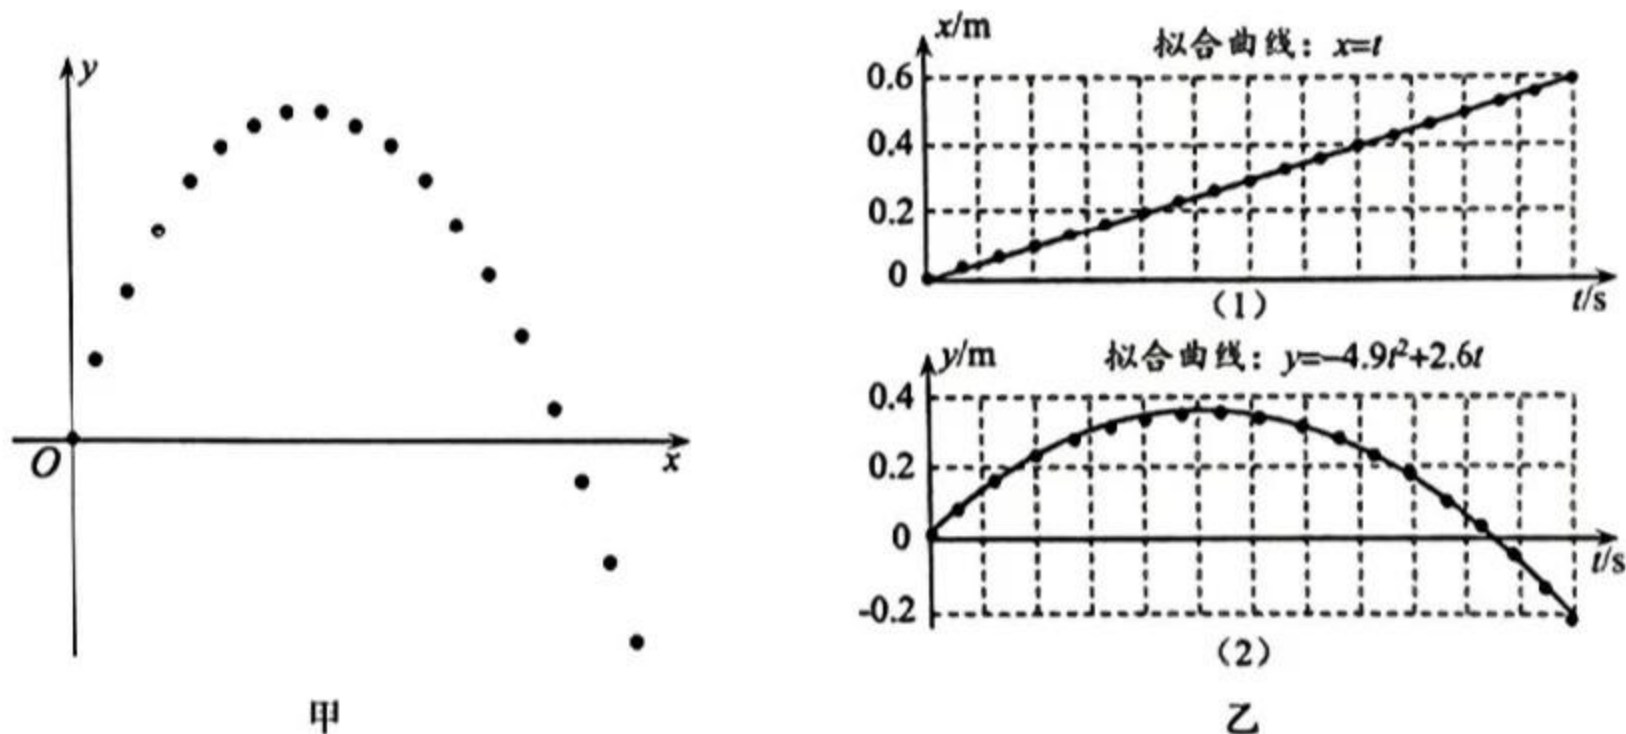 y
O
x
甲
x/m
拟合曲线：x=t
0.6
0.4
0.2
0
t/s
（1）
y/m
拟合曲线：y=-4.9t²+2.6t
0.4
0.2
0
t/s
-0.2
（2）
乙